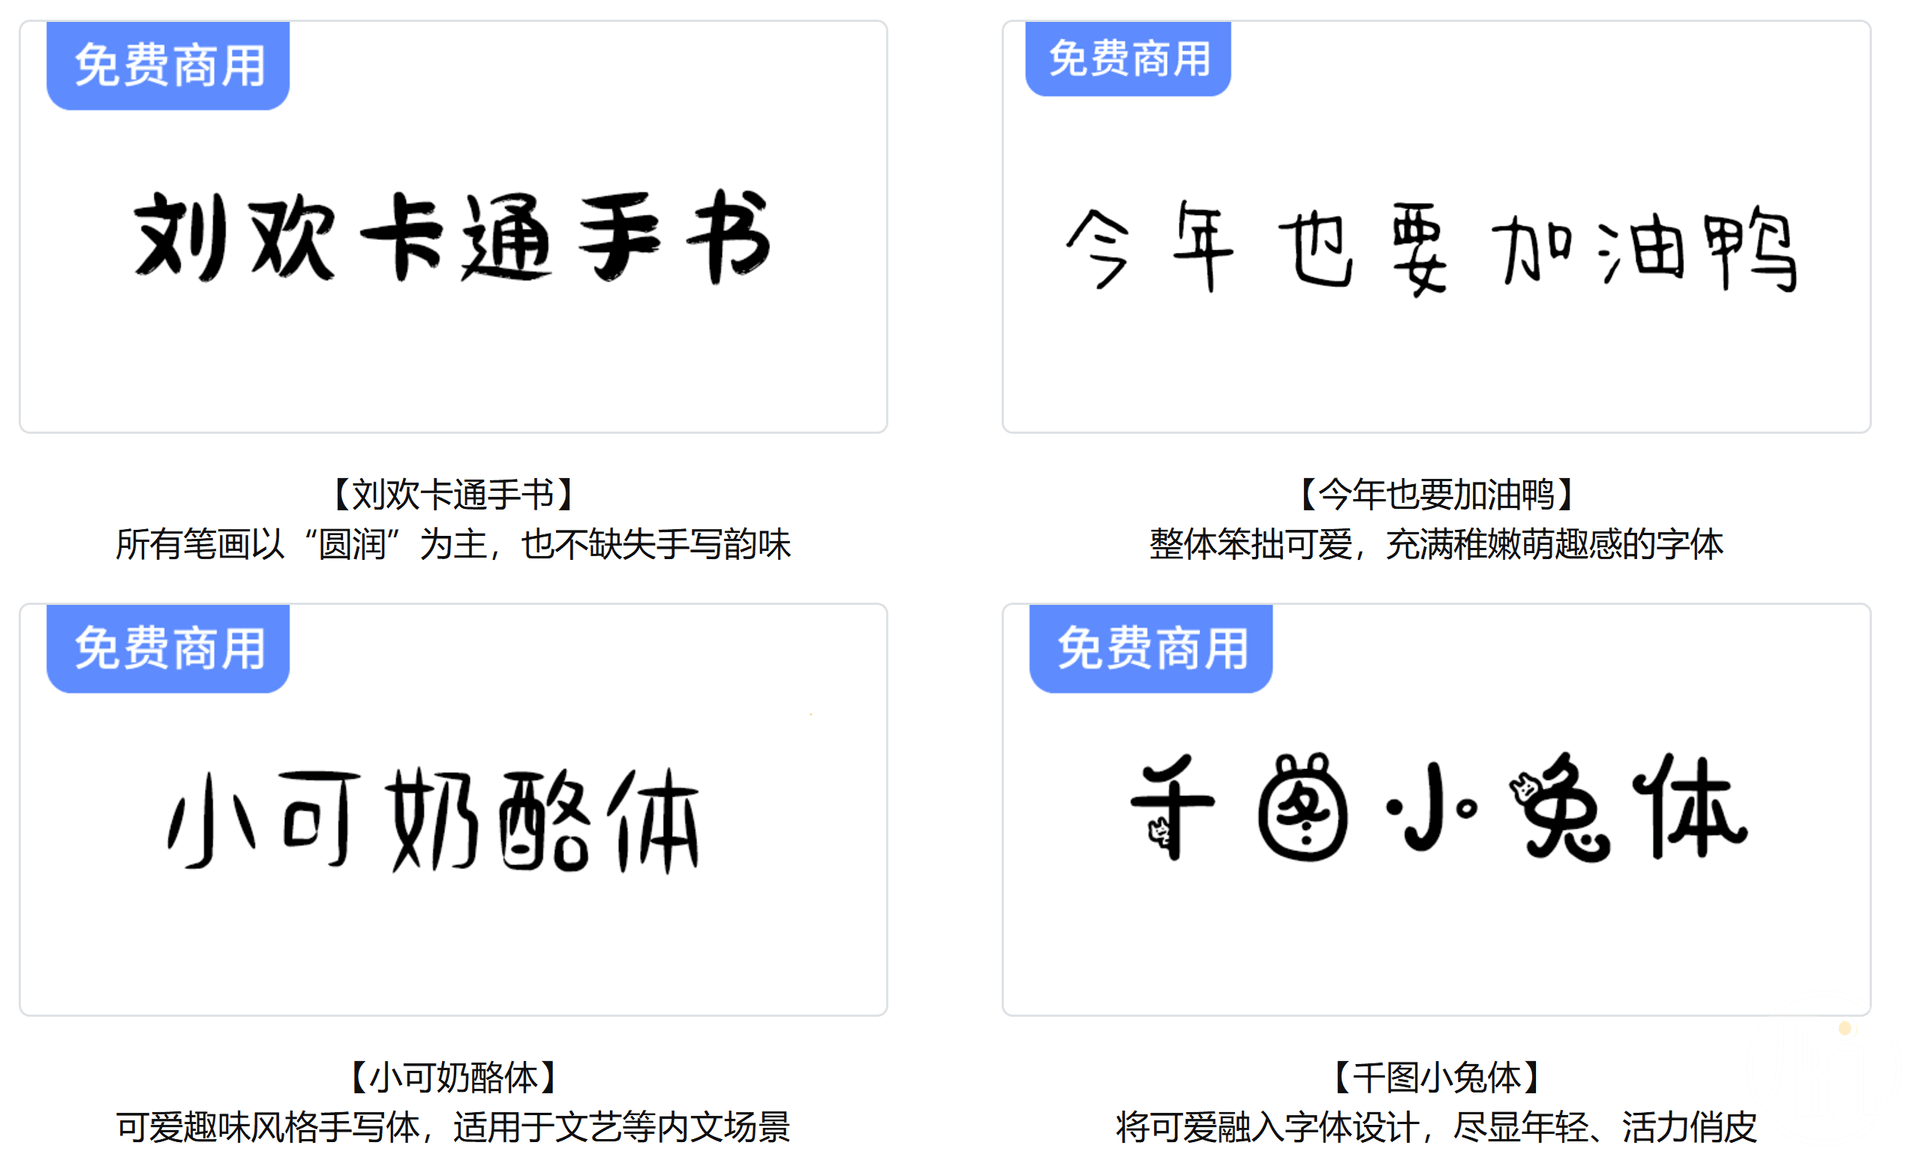 免费商用
刘欢卡通手书
【刘欢卡通手书】
所有笔画以“圆润”为主，也不缺失手写韵味
免费商用
今年也要加油鸭
【今年也要加油鸭】
整体笨拙可爱，充满稚嫩萌趣感的字体
免费商用
小可奶酪体
【小可奶酪体】
可爱趣味风格手写体，适用于文艺等内文场景
免费商用
千图小兔体
【千图小兔体】
将可爱融入字体设计，尽显年轻、活力俏皮